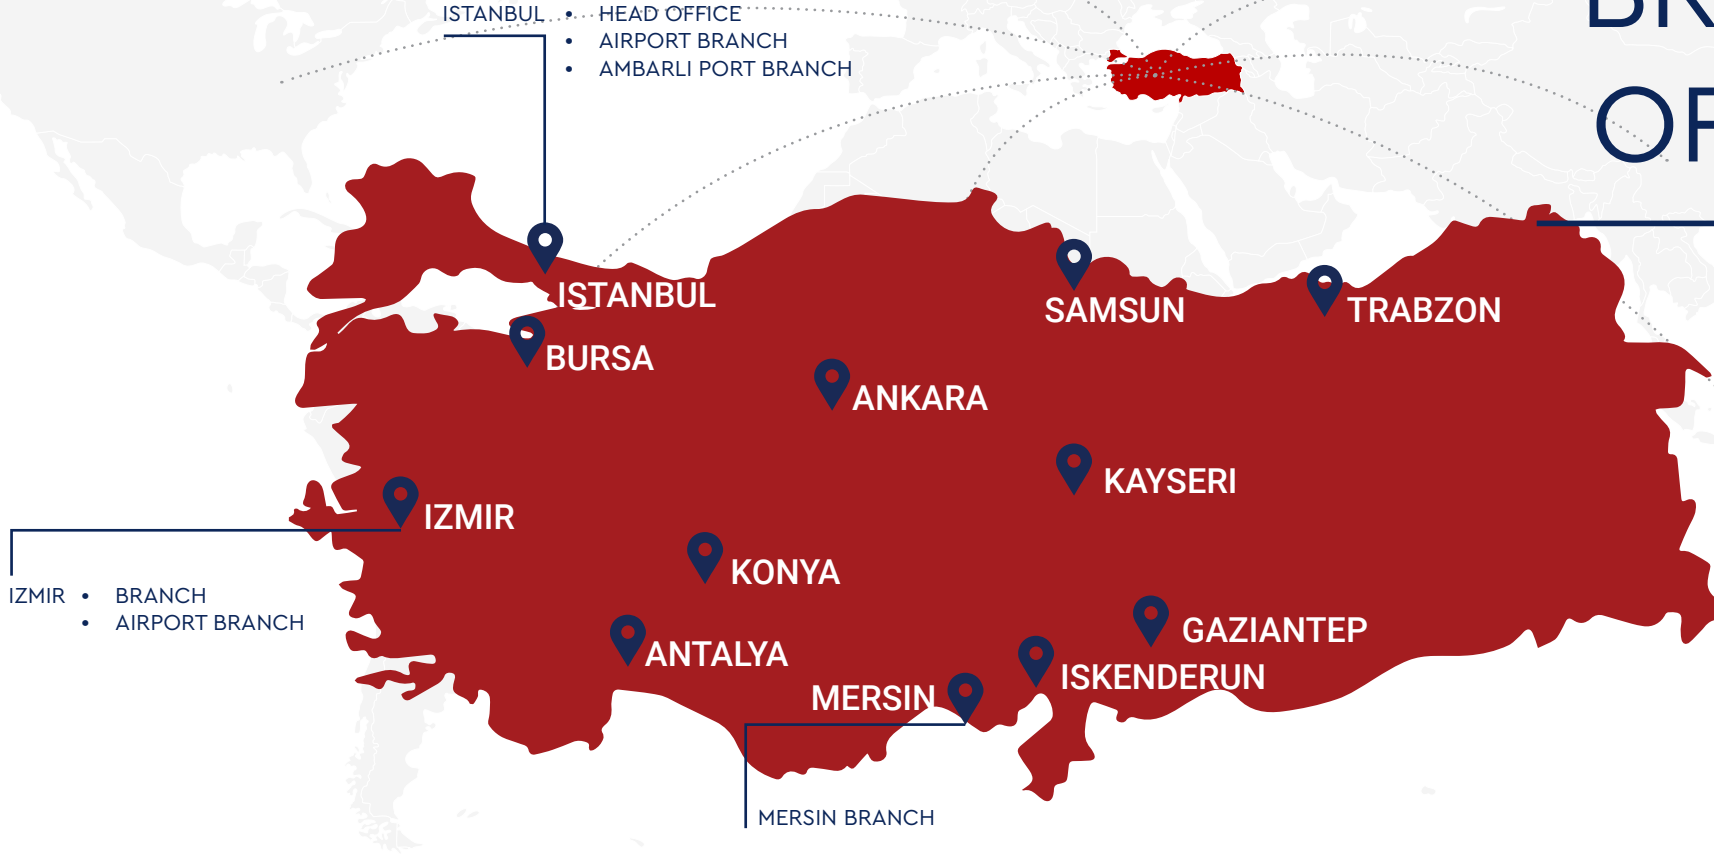 ISTANBUL • HEAD OFFICE
• AIRPORT BRANCH
• AMBARLI PORT BRANCH
ISTANBUL
SAMSUN
TRABZON
BURSA
ANKARA
KAYSERI
IZMIR
KONYA
IZMIR • BRANCH
• AIRPORT BRANCH
GAZIANTEP
ANTALYA
ISKENDERUN
MERSIN
MERSIN BRANCH